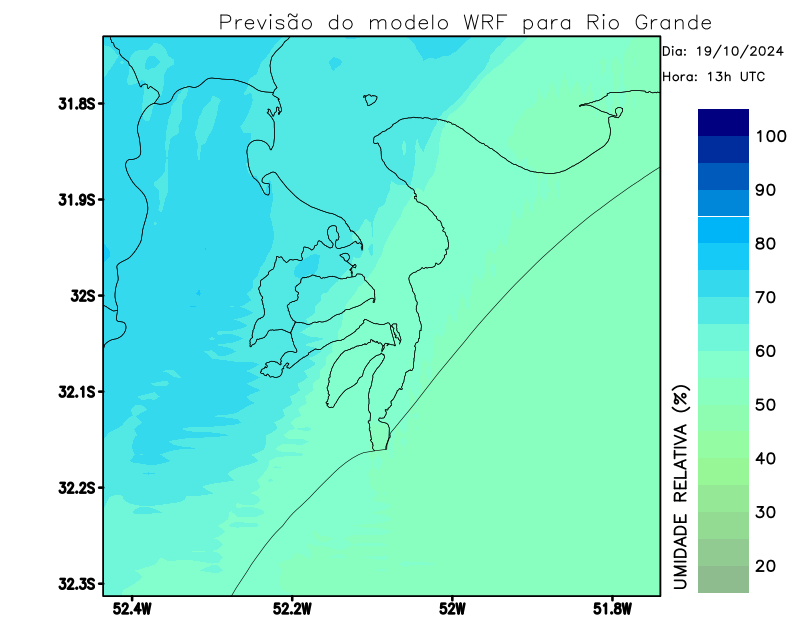 Previsão do modelo WRF para Rio Grande
Dia: 19/10/2024
Hora: 13h UTC
31.8S
31.9S
32S
32.1S
32.2S
32.3S
52.4W
52.2W
52W
51.8W
100
90
80
70
60
50
40
30
20
UMIDADE RELATIVA (%)